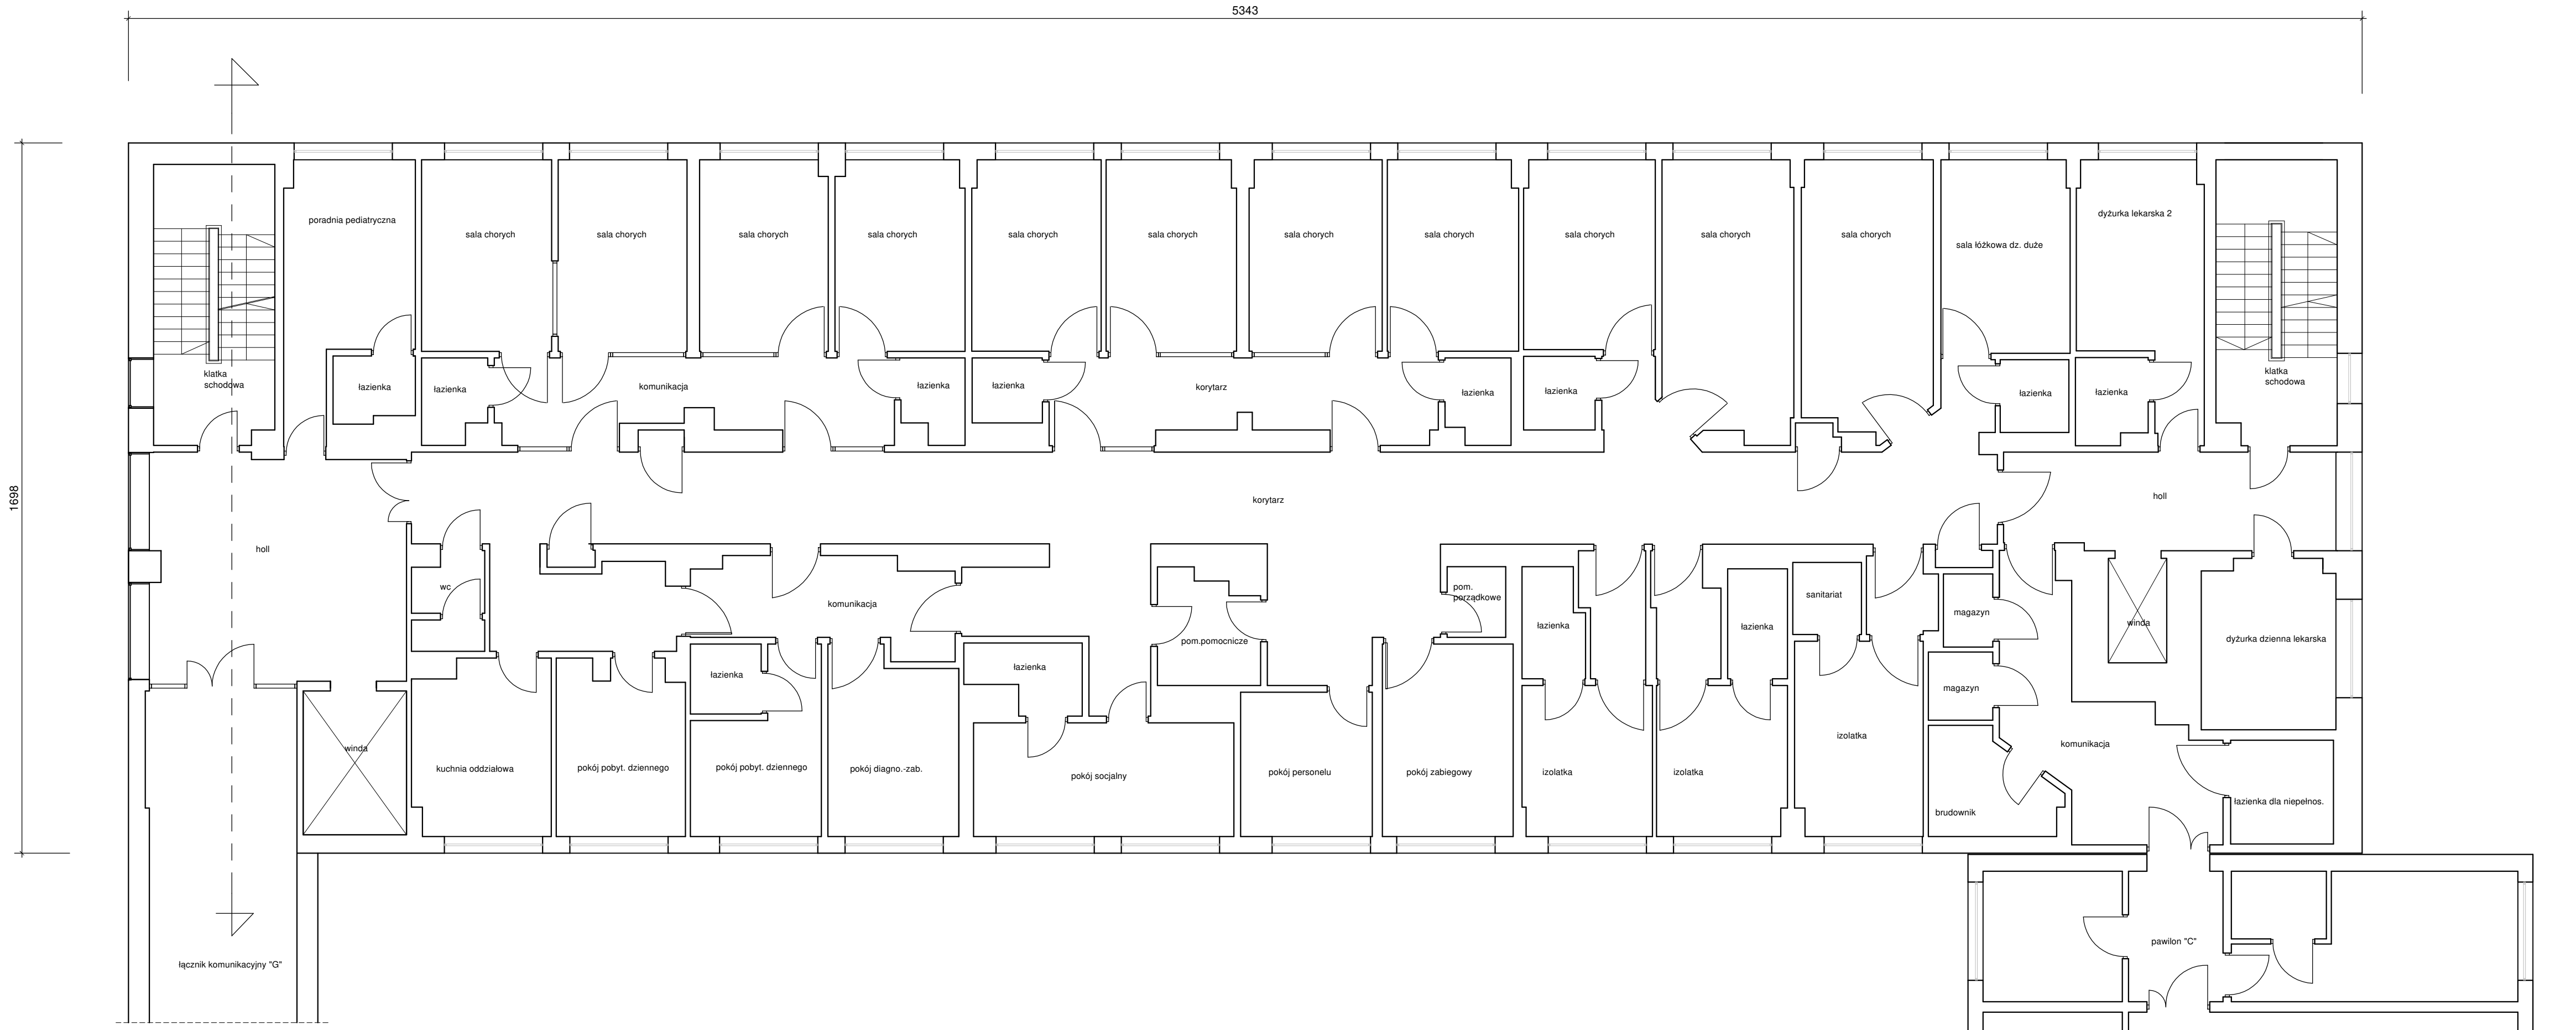 5343
1698
poradnia pediatryczna
sala chorych
sala chorych
sala chorych
sala chorych
sala chorych
sala chorych
sala chorych
sala chorych
sala chorych
sala chorych
sala chorych
sala łóżkowa dz. duże
dyżurka lekarska 2
klatka
schodowa
łazienka
łazienka
komunikacja
łazienka
łazienka
korytarz
łazienka
łazienka
łazienka
łazienka
klatka
schodowa
holl
korytarz
holl
wc
komunikacja
pom.pomocnicze
pom.
porządkowe
łazienka
łazienka
sanitariat
magazyn
winda
dyżurka dzienna lekarska
łazienka
łazienka
magazyn
winda
kuchnia oddziałowa
pokój pobyt. dziennego
pokój pobyt. dziennego
pokój diagno.-zab.
pokój socjalny
pokój personelu
pokój zabiegowy
izolatka
izolatka
izolatka
komunikacja
brudownik
łazienka dla niepełnos.
łącznik komunikacyjny "G"
pawilon "C"